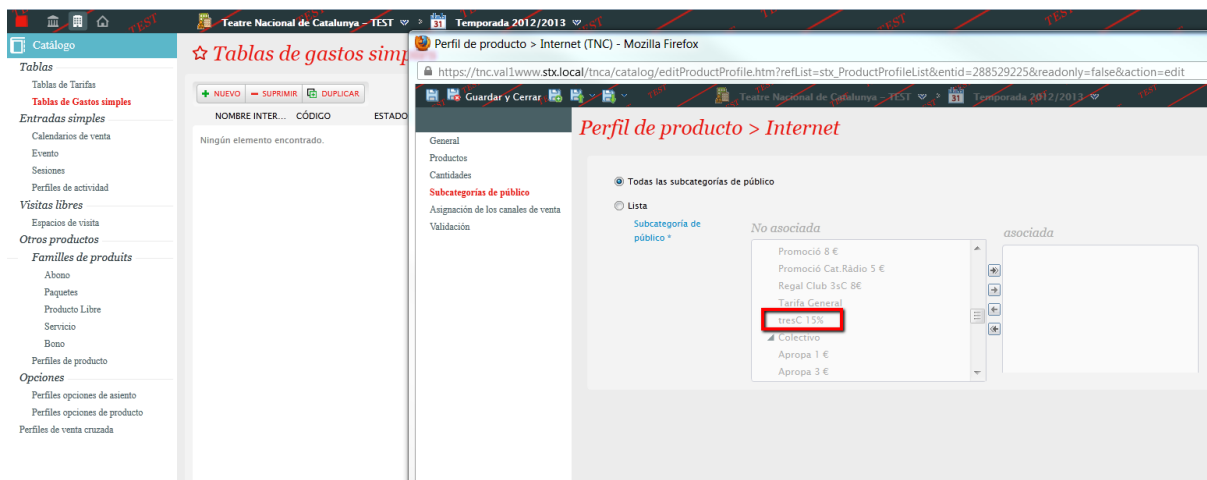 TEST
Teatre Nacional de Catalunya – TEST > 31 Temporada 2012/2013
TEST
TEST
TEST
Catálogo
Tablas
Tablas de Tarifas
Tablas de Gastos simples
Entradas simples
Calendarios de venta
Evento
Sesiones
Perfiles de actividad
Visitas libres
Espacios de visita
Otros productos
Familles de produits
Abono
Paquetes
Producto Libre
Servicio
Bono
Perfiles de producto
Opciones
Perfiles opciones de asiento
Perfiles opciones de producto
Perfiles de venta cruzada
Tablas de gastos simp
NUEVO
SUPRIMIR
DUPLICAR
NOMBRE INTER... CÓDIGO ESTADO
Ningún elemento encontrado.
Perfil de producto > Internet (TNC) - Mozilla Firefox
https://tnc.val1www.stx.local/tnca/catalog/editProductProfile.htm?refList=stx_ProductProfileList&entid=288529225&readonly=false&action=edit
Guardar y Cerrar
TEST
Teatre Nacional de Catalunya – TEST > 31 Temporada 2012/2013
TEST
General
Productos
Cantidades
Subcategorías de público
Asignación de los canales de venta
Validación
Perfil de producto > Internet
Todas las subcategorías de público
Lista
Subcategoría de
público *
No asociada
Promoció 8 €
Promoció Cat.Ràdio 5 €
Regal Club 3sC 8€
Tarifa General
tresC 15%
Colectivo
Apropa 1 €
Apropa 3 €
asociada